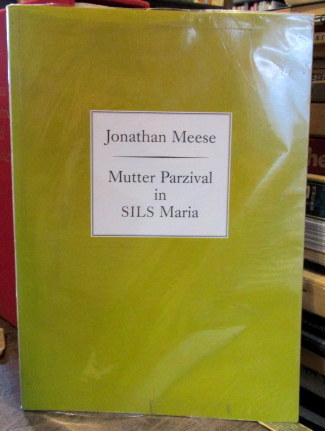 Jonathan Meese
Mutter Parzival
in
SILS Maria